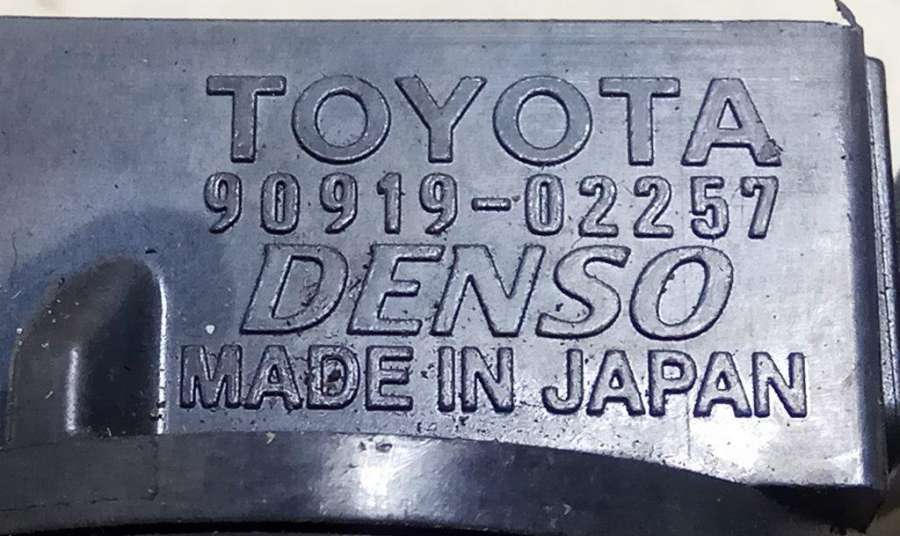 TOYOTA
90919-02257
DENSO
MADE IN JAPAN